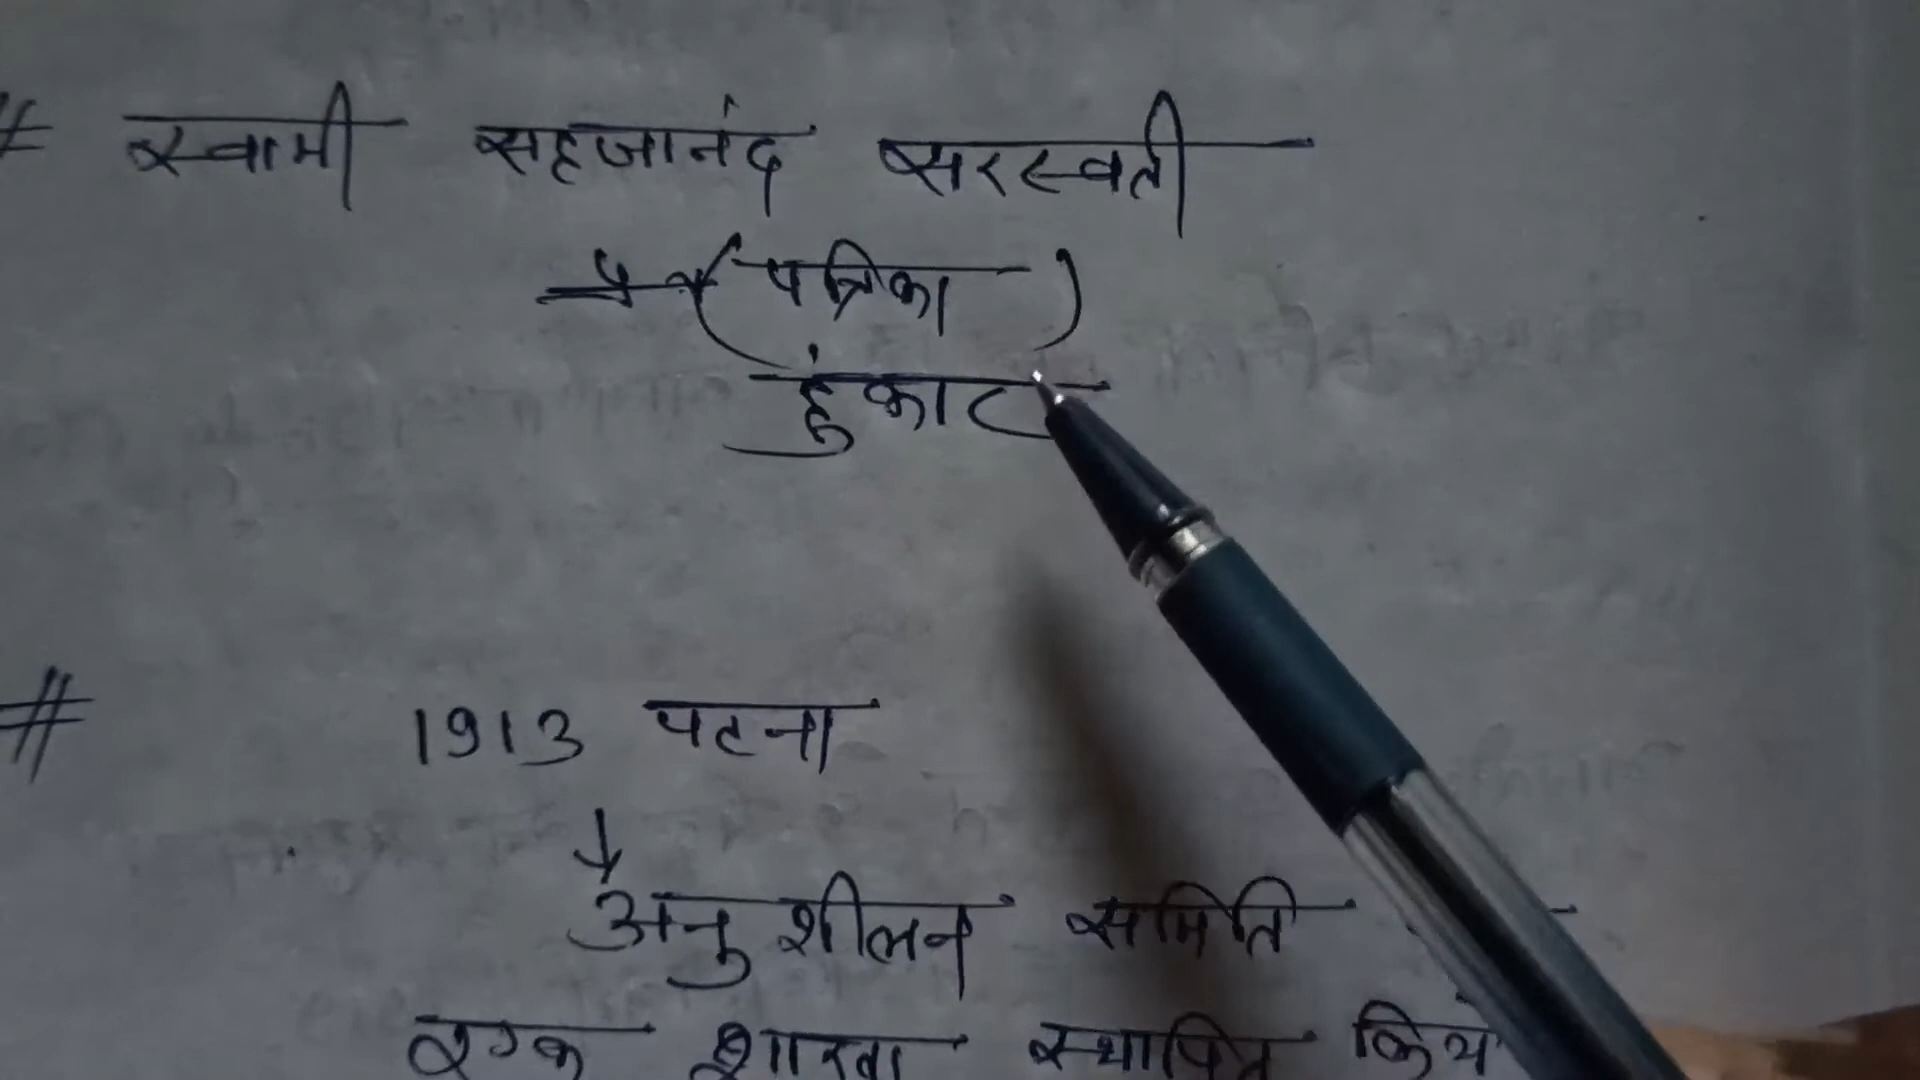 # स्वामी सहजानंद सरस्वती
(पत्रिका)
हुंकार
# 1913 पटना
अनुशीलन समिति
एक शाखा स्थापित किये